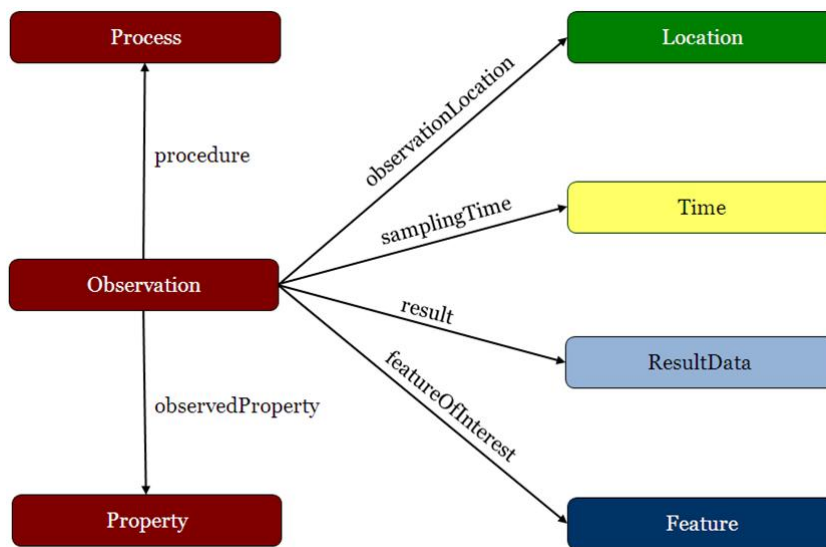 Process
Location
observationLocation
procedure
samplingTime
Time
Observation
result
ResultData
featureOfInterest
observedProperty
Property
Feature